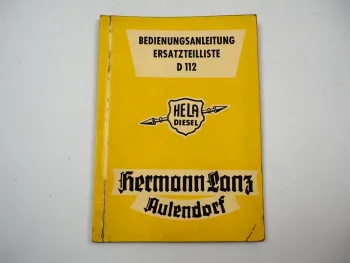 BEDIENUNGSANLEITUNG
ERSATZTEILLISTE
D 112
HELA
DIESEL
Hermann Lanz
Aulendorf